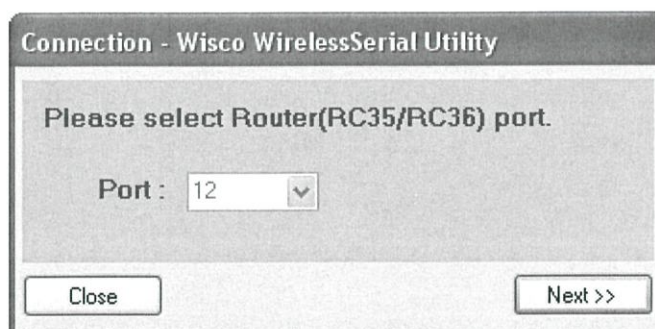 Connection - Wisco WirelessSerial Utility
Please select Router(RC35/RC36) port.
Port : 12
Close
Next >>